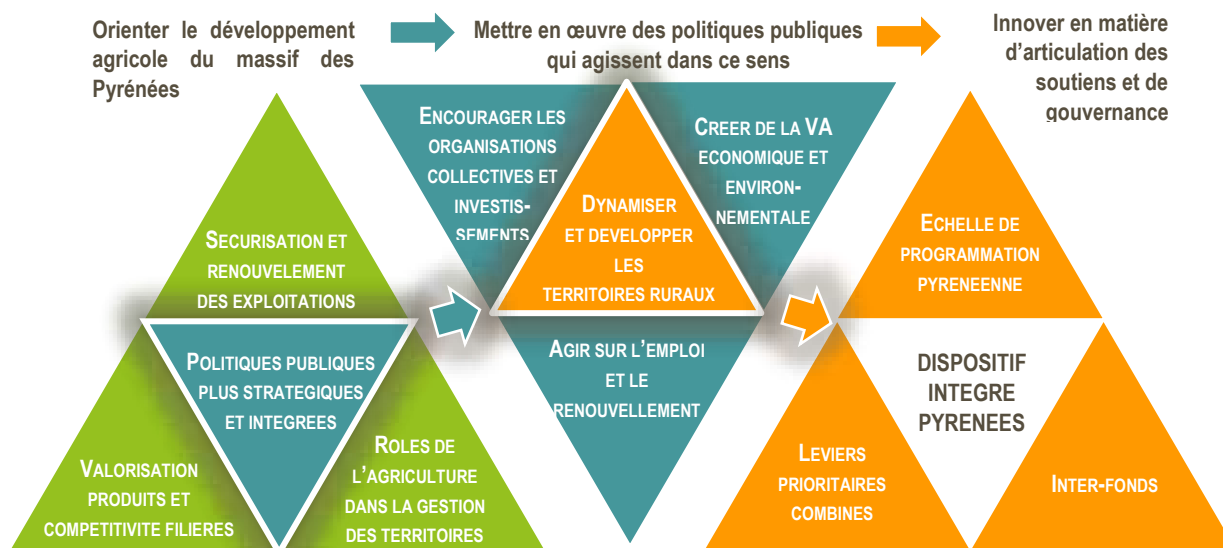 Orienter le développement
agricole du massif des
Pyrénées
Mettre en œuvre des politiques publiques
qui agissent dans ce sens
Innover en matière
d’articulation des
soutiens et de
gouvernance
SECURISATION ET
RENOUVELEMENT
DES EXPLOITATIONS
POLITIQUES PUBLIQUES
PLUS STRATEGIQUES
ET INTEGREES
VALORISATION
PRODUITS ET
COMPETITIVITE FILIERES
ROLES DE
L’AGRICULTURE
DANS LA GESTION
DES TERRITOIRES
ENCOURAGER LES
ORGANISATIONS
COLLECTIVES ET
INVESTIS-
SEMENTS
DYNAMISER
ET DEVELOPPER
LES
TERRITOIRES RURAUX
CREER DE LA VA
ECONOMIQUE ET
ENVIRON-
NEMENTALE
AGIR SUR L’EMPLOI
ET LE
RENOUVELLEMENT
ECHELLE DE
PROGRAMMATION
PYRENEENNE
DISPOSITIF
INTEGRE
PYRENEES
LEVIERS
PRIORITAIRES
COMBINES
INTER-FONDS